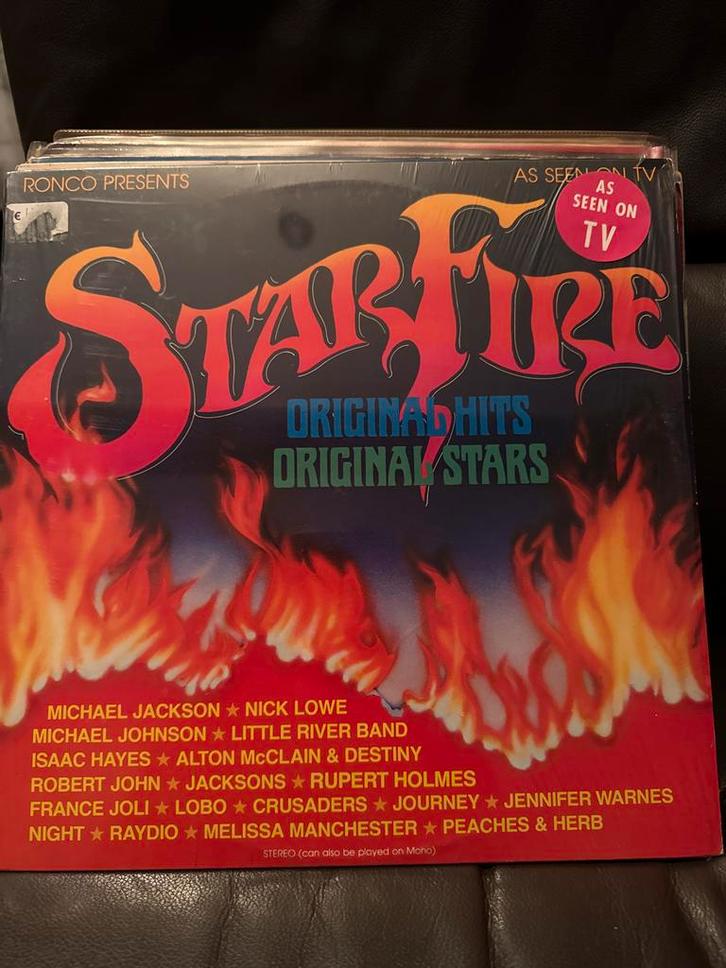 RONCO PRESENTS
AS SEEN ON TV
AS
SEEN ON
TV
€
STARFIRE
ORIGINAL HITS
ORIGINAL STARS
MICHAEL JACKSON ★ NICK LOWE
MICHAEL JOHNSON ★ LITTLE RIVER BAND
ISAAC HAYES ★ ALTON McCLAIN & DESTINY
ROBERT JOHN ★ JACKSONS ★ RUPERT HOLMES
FRANCE JOLI ★ LOBO ★ CRUSADERS ★ JOURNEY ★ JENNIFER WARNES
NIGHT ★ RAYDIO ★ MELISSA MANCHESTER ★ PEACHES & HERB
STEREO (can also be played on Mono)